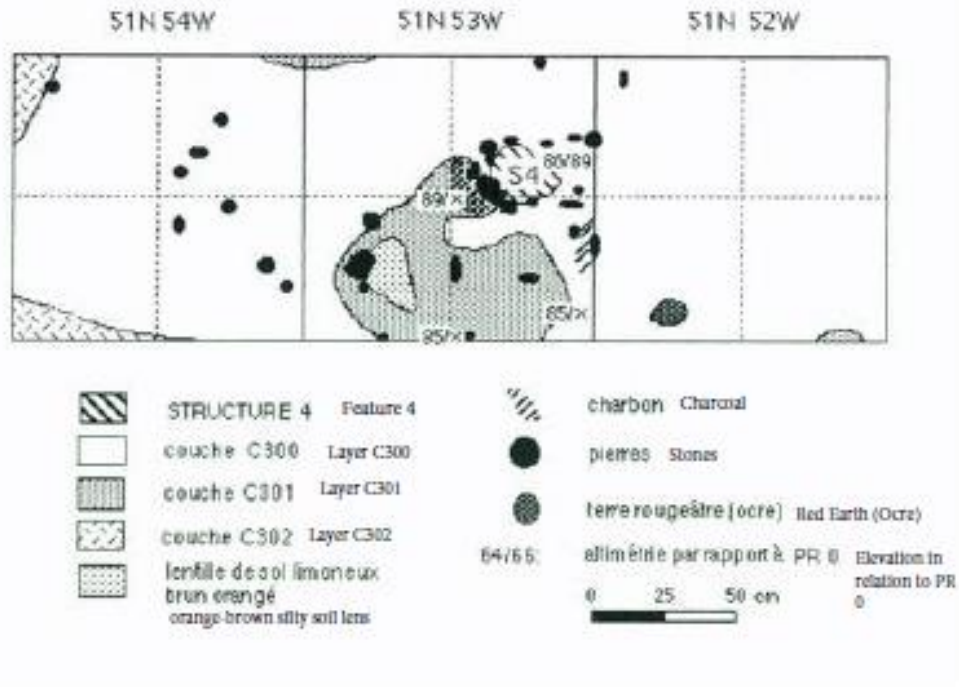 51N 54W 51N 53W 51N 52W
S4 86/89
89/x
85/x
85/x
STRUCTURE 4 Feature 4
couche C300 Layer C300
couche C301 Layer C301
couche C302 Layer C302
lentille de sol limoneux
brun orangé
orange-brown silty soil lens
charbon Charcoal
pierres Stones
terre rougeâtre (ocre) Red Earth (Ocre)
64/66: altimétrie par rapport à PR 0 Elevation in
relation to PR
0
0 25 50 cm